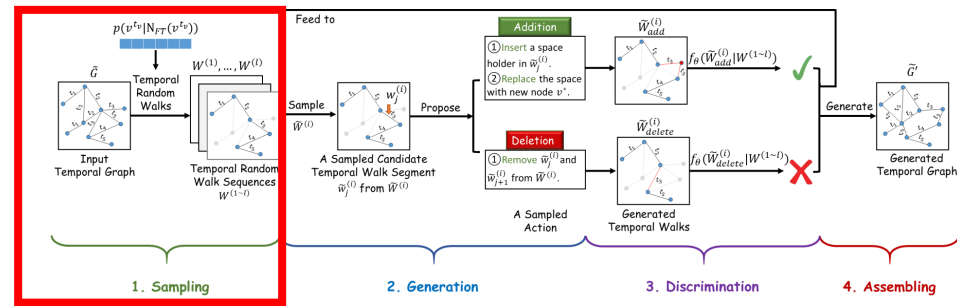 Feed to
p(v^{t_v}|N_{FT}(v^{t_v}))
G̃
Temporal
Random
Walks
W^{(1)}, ..., W^{(l)}
Input
Temporal Graph
Temporal Random
Walk Sequences
W^{(1~l)}
Sample
W̃^{(i)}
w_j^{(i)}
A Sampled Candidate
Temporal Walk Segment
w̃_j^{(i)} from W̃^{(i)}
Propose
Addition
① Insert a space
holder in w̃_j^{(i)}.
② Replace the space
with new node v^*.
Deletion
① Remove w̃_j^{(i)} and
w̃_{j+1}^{(i)} from W̃^{(i)}.
A Sampled
Action
W̃_{add}^{(i)}
W̃_{delete}^{(i)}
Generated
Temporal Walks
f_θ(W̃_{add}^{(i)}|W^{(1~l)})
f_θ(W̃_{delete}^{(i)}|W^{(1~l)})
Generate
G̃'
Generated
Temporal Graph
1. Sampling
2. Generation
3. Discrimination
4. Assembling